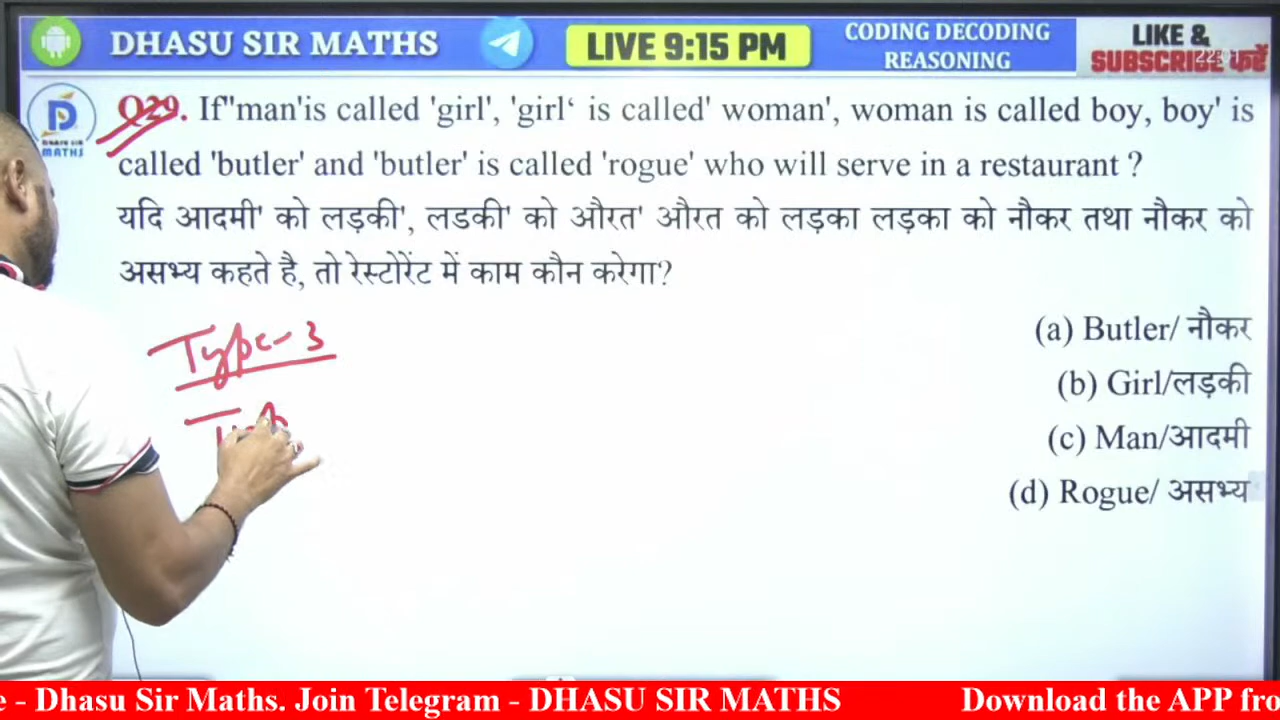 DHASU SIR MATHS
LIVE 9:15 PM
CODING DECODING
REASONING
LIKE &
SUBSCRIBE करें
D
DHASU SIR
MATHS
Q29. If"man'is called 'girl', 'girl‘ is called' woman', woman is called boy, boy' is
called 'butler' and 'butler' is called 'rogue' who will serve in a restaurant ?
यदि आदमी' को लड़की', लडकी' को औरत' औरत को लड़का लड़का को नौकर तथा नौकर को
असभ्य कहते है, तो रेस्टोरेंट में काम कौन करेगा?
(a) Butler/ नौकर
(b) Girl/लड़की
(c) Man/आदमी
(d) Rogue/ असभ्य
Type-3
Typ
- Dhasu Sir Maths. Join Telegram - DHASU SIR MATHS Download the APP fro